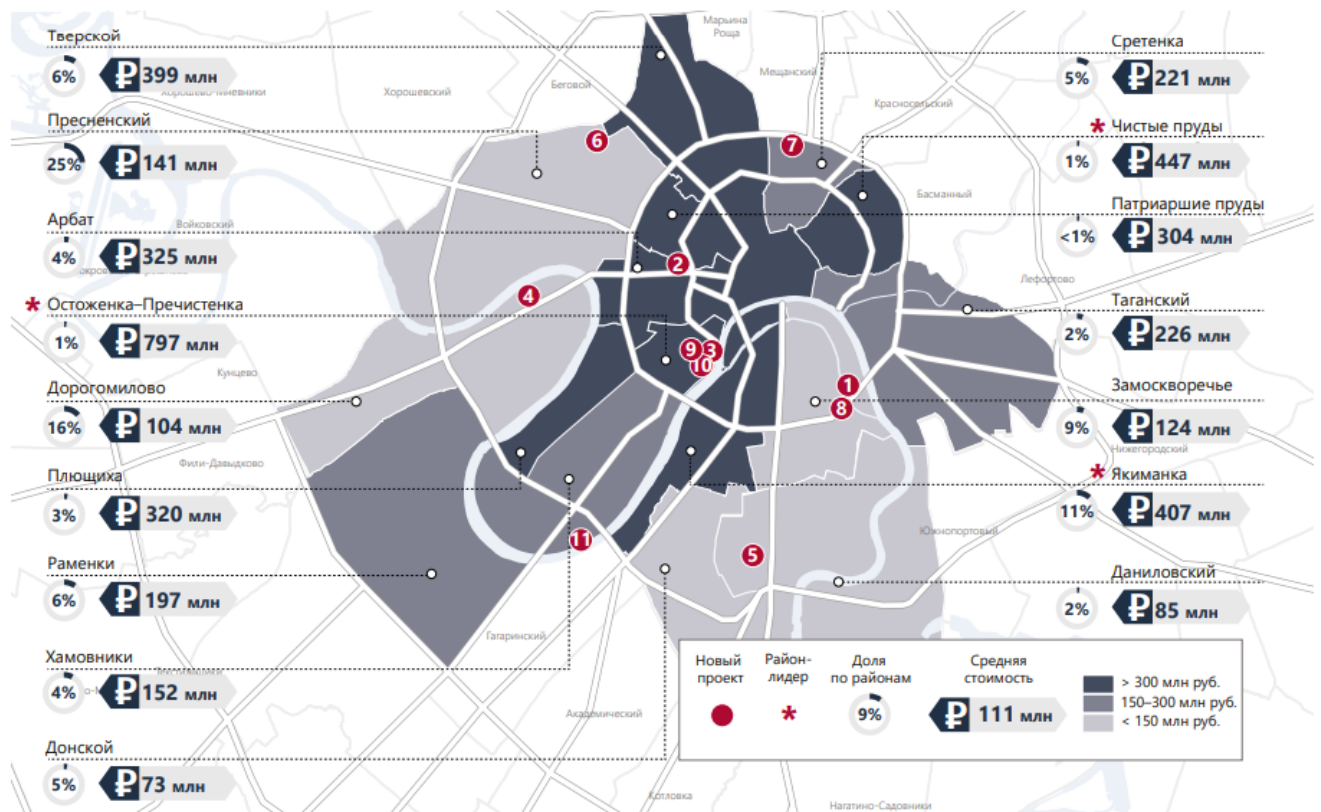 Тверской
6%
₽ 399 млн
Хорошево-Мневники
Пресненский
25%
₽ 141 млн
Арбат
4%
₽ 325 млн
* Остоженка–Пречистенка
1%
₽ 797 млн
Дорогомилово
16%
₽ 104 млн
Плющиха
3%
₽ 320 млн
Раменки
6%
₽ 197 млн
Хамовники
4%
₽ 152 млн
Донской
5%
₽ 73 млн
Марьина
Роща
Мещанский
Беговой
Хорошевский
Красносельский
Басманный
Войковский
Лефортово
Кунцево
Фили-Давыдково
Нижегородский
Южнопортовый
Гагаринский
Академический
Котловка
Нагатино-Садовники
6
7
2
4
9
3
10
1
8
11
5
Сретенка
5%
₽ 221 млн
* Чистые пруды
1%
₽ 447 млн
Патриаршие пруды
<1%
₽ 304 млн
Таганский
2%
₽ 226 млн
Замоскворечье
9%
₽ 124 млн
* Якиманка
11%
₽ 407 млн
Даниловский
2%
₽ 85 млн
Новый
проект
Район-
лидер
*
Доля
по районам
9%
Средняя
стоимость
₽ 111 млн
> 300 млн руб.
150–300 млн руб.
< 150 млн руб.